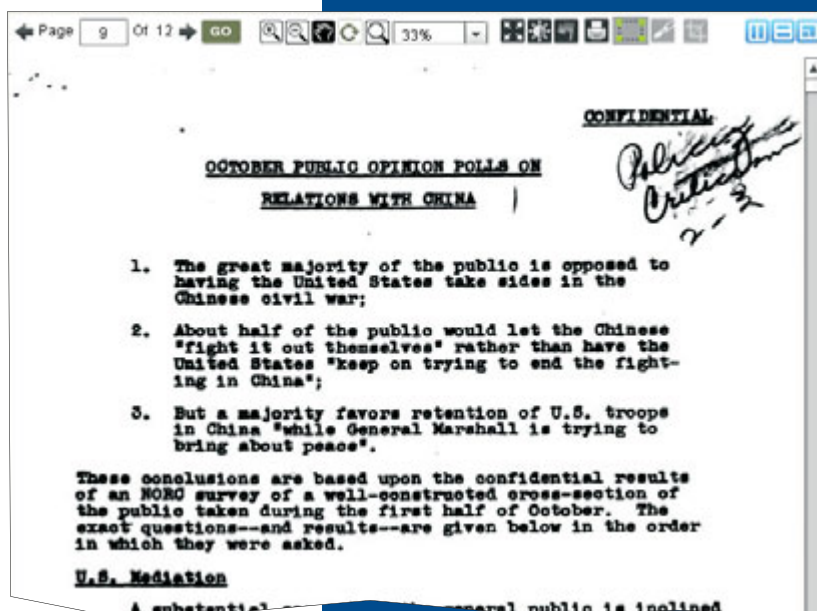 Page 9 Of 12 GO 33%
CONFIDENTIAL
OCTOBER PUBLIC OPINION POLLS ON
RELATIONS WITH CHINA
1. The great majority of the public is opposed to
having the United States take sides in the
Chinese civil war;
2. About half of the public would let the Chinese
"fight it out themselves" rather than have the
United States "keep on trying to end the fight-
ing in China";
3. But a majority favors retention of U.S. troops
in China "while General Marshall is trying to
bring about peace".
These conclusions are based upon the confidential results
of an NORC survey of a well-constructed cross-section of
the public taken during the first half of October. The
exact questions--and results--are given below in the order
in which they were asked.
U.S. Mediation
A substantial general public is inclined